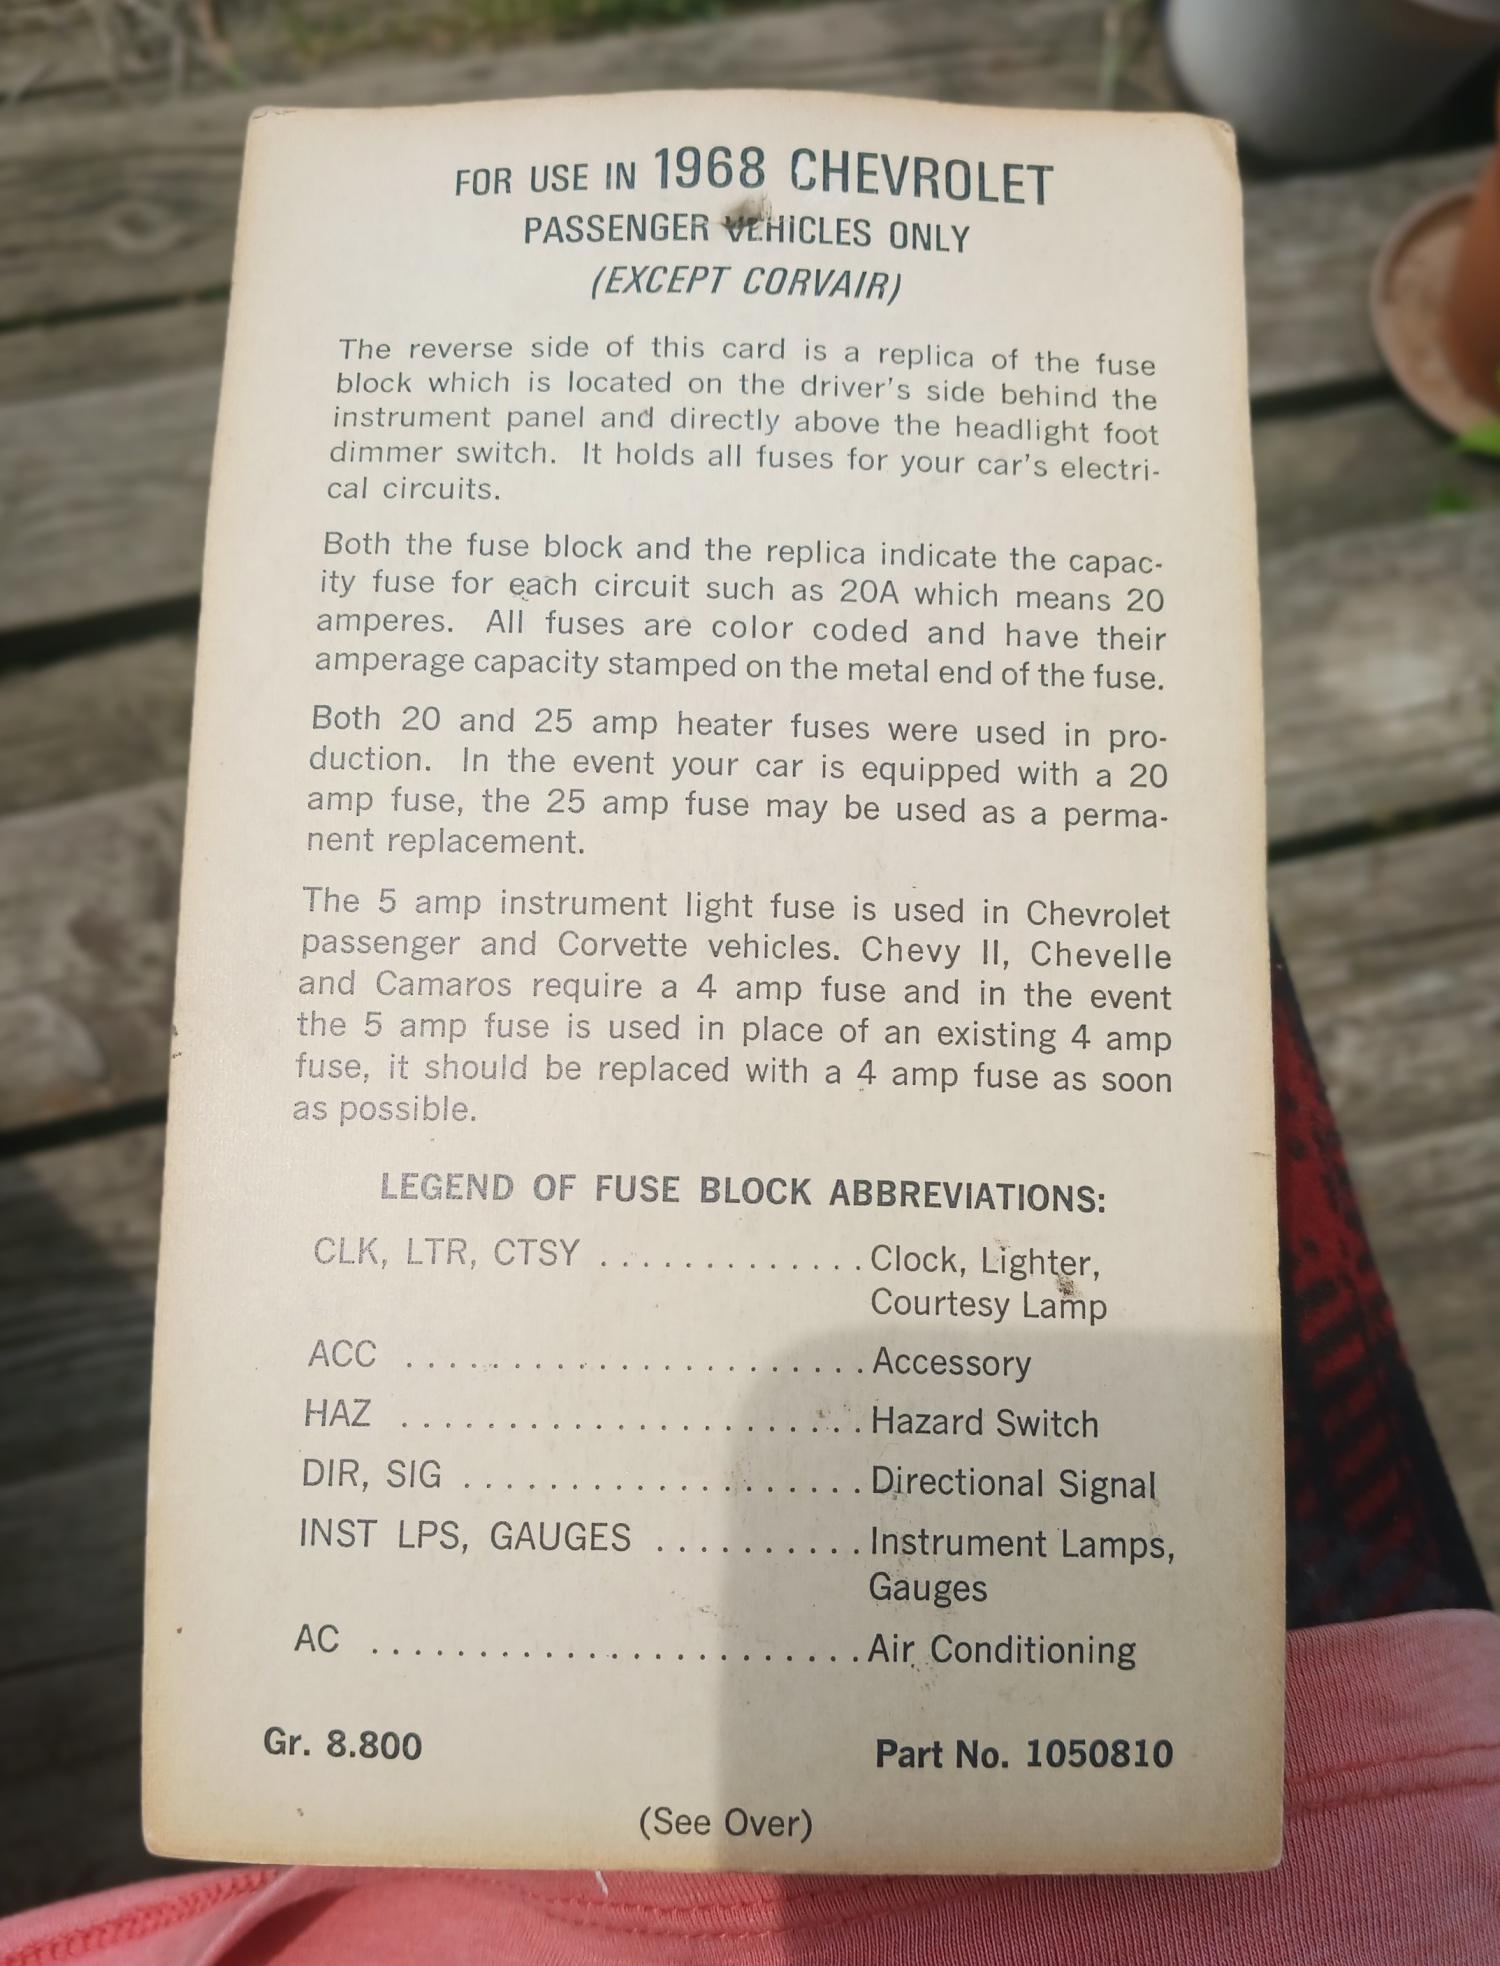 FOR USE IN 1968 CHEVROLET
PASSENGER VEHICLES ONLY
(EXCEPT CORVAIR)
The reverse side of this card is a replica of the fuse
block which is located on the driver's side behind the
instrument panel and directly above the headlight foot
dimmer switch. It holds all fuses for your car's electri-
cal circuits.
Both the fuse block and the replica indicate the capac-
ity fuse for each circuit such as 20A which means 20
amperes. All fuses are color coded and have their
amperage capacity stamped on the metal end of the fuse.
Both 20 and 25 amp heater fuses were used in pro-
duction. In the event your car is equipped with a 20
amp fuse, the 25 amp fuse may be used as a perma-
nent replacement.
The 5 amp instrument light fuse is used in Chevrolet
passenger and Corvette vehicles. Chevy II, Chevelle
and Camaros require a 4 amp fuse and in the event
the 5 amp fuse is used in place of an existing 4 amp
fuse, it should be replaced with a 4 amp fuse as soon
as possible.
LEGEND OF FUSE BLOCK ABBREVIATIONS:
CLK, LTR, CTSY .............Clock, Lighter,
Courtesy Lamp
ACC ......................Accessory
HAZ ......................Hazard Switch
DIR, SIG ...................Directional Signal
INST LPS, GAUGES ..........Instrument Lamps,
Gauges
AC .......................Air Conditioning
Gr. 8.800 Part No. 1050810
(See Over)